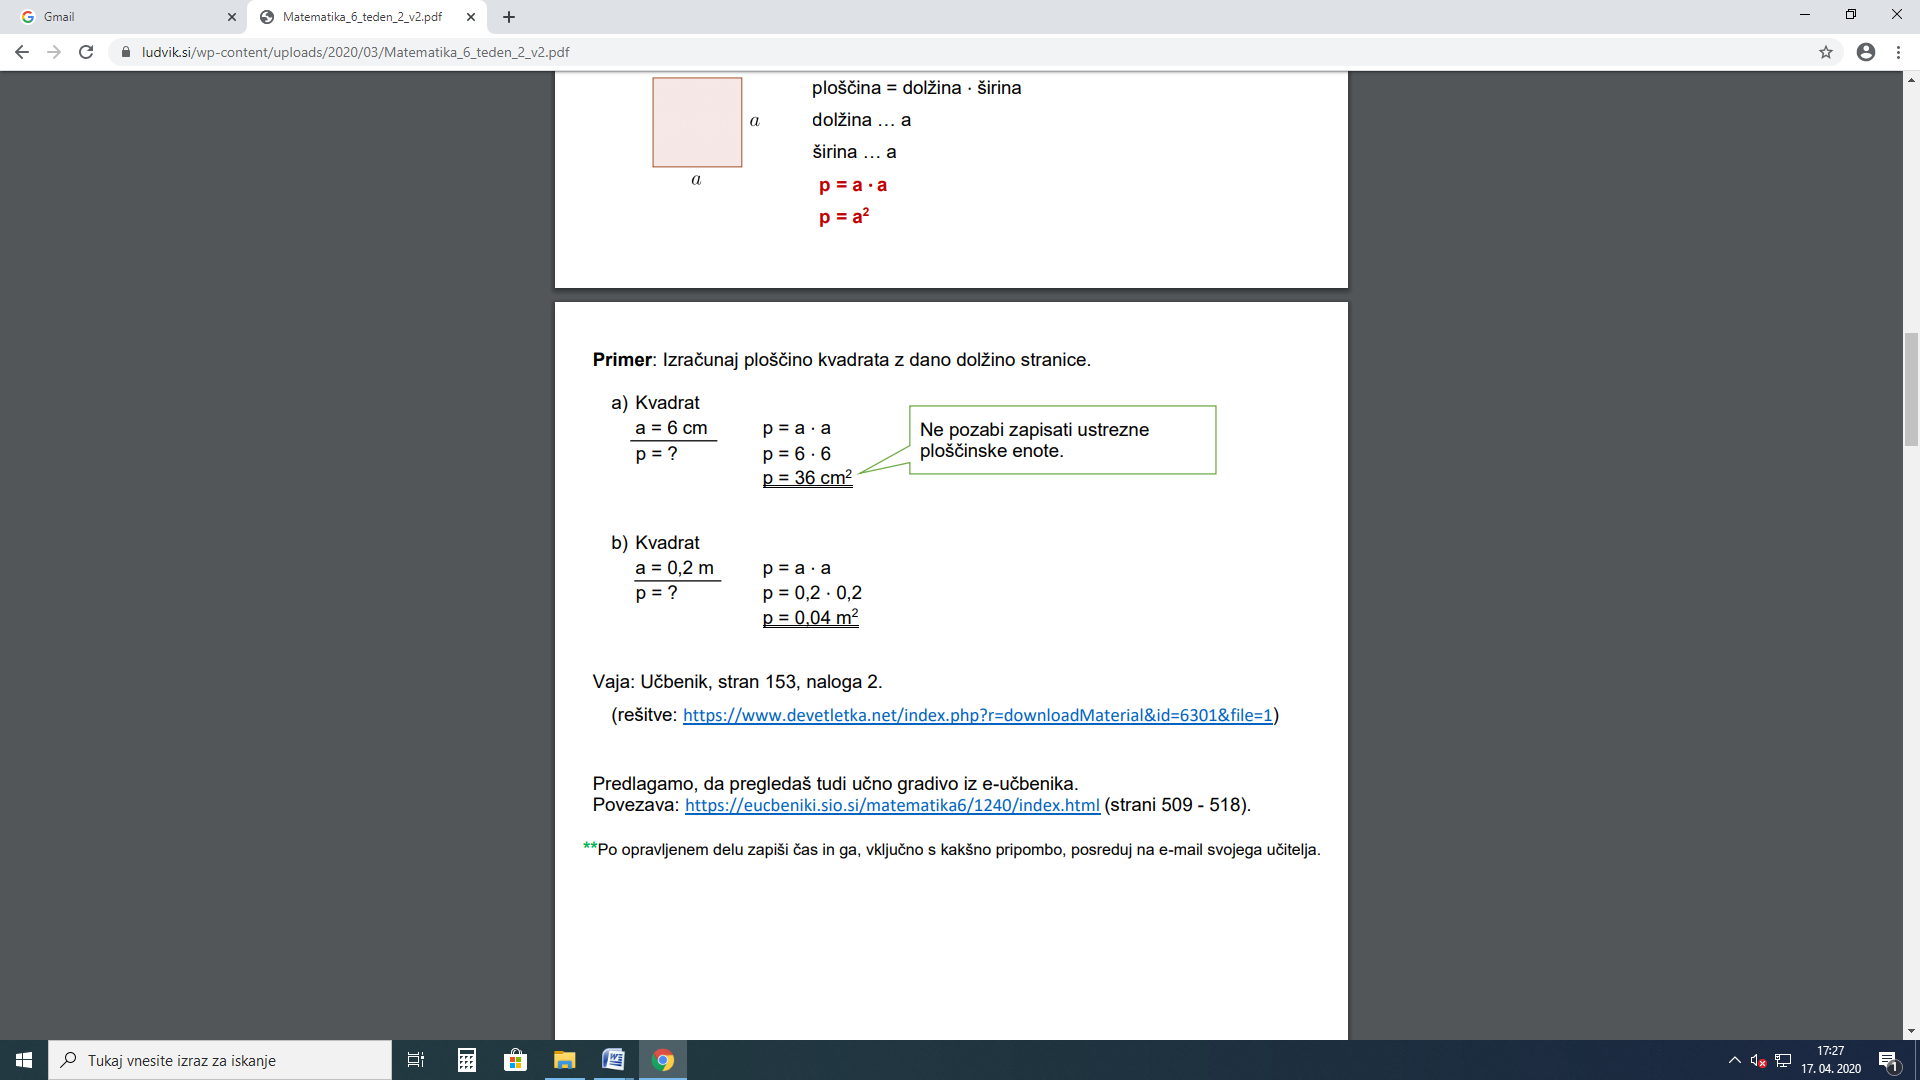 Gmail
Matematika_6_teden_2_v2.pdf
ludvik.si/wp-content/uploads/2020/03/Matematika_6_teden_2_v2.pdf
a
a
ploščina = dolžina · širina
dolžina … a
širina … a
p = a · a
p = a²
Primer: Izračunaj ploščino kvadrata z dano dolžino stranice.
a) Kvadrat
a = 6 cm
p = ?
p = a · a
p = 6 · 6
p = 36 cm²
Ne pozabi zapisati ustrezne
ploščinske enote.
b) Kvadrat
a = 0,2 m
p = ?
p = a · a
p = 0,2 · 0,2
p = 0,04 m²
Vaja: Učbenik, stran 153, naloga 2.
(rešitve: https://www.devetletka.net/index.php?r=downloadMaterial&id=6301&file=1)
Predlagamo, da pregledaš tudi učno gradivo iz e-učbenika.
Povezava: https://eucbeniki.sio.si/matematika6/1240/index.html (strani 509 - 518).
**Po opravljenem delu zapiši čas in ga, vključno s kakšno pripombo, posreduj na e-mail svojega učitelja.
Tukaj vnesite izraz za iskanje
17:27
17. 04. 2020
1